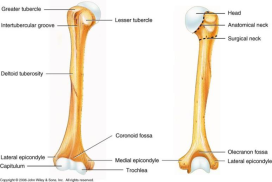 Greater tubercle
Intertubercular groove
Lesser tubercle
Deltoid tuberosity
Coronoid fossa
Lateral epicondyle
Capitulum
Medial epicondyle
Trochlea
Head
Anatomical neck
Surgical neck
Olecranon fossa
Lateral epicondyle
Copyright © 2009 John Wiley & Sons, Inc. All rights reserved.